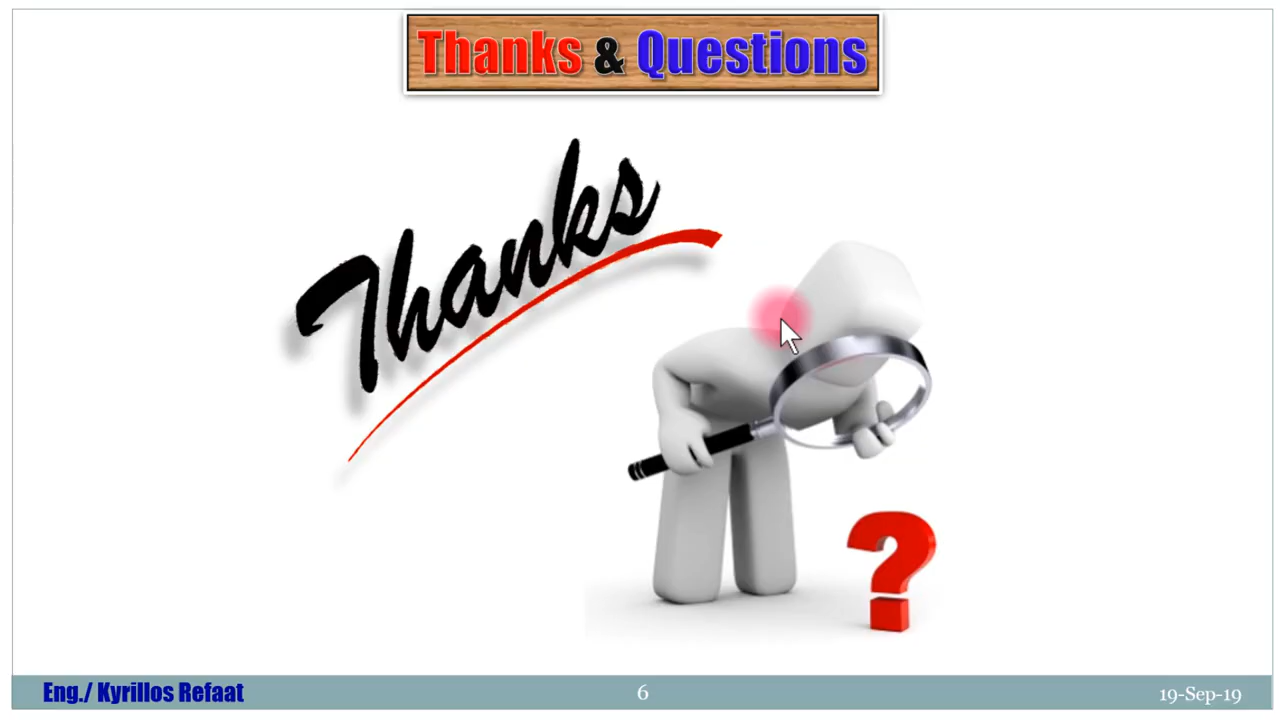 Thanks & Questions
Thanks
?
Eng./ Kyrillos Refaat
6
19-Sep-19